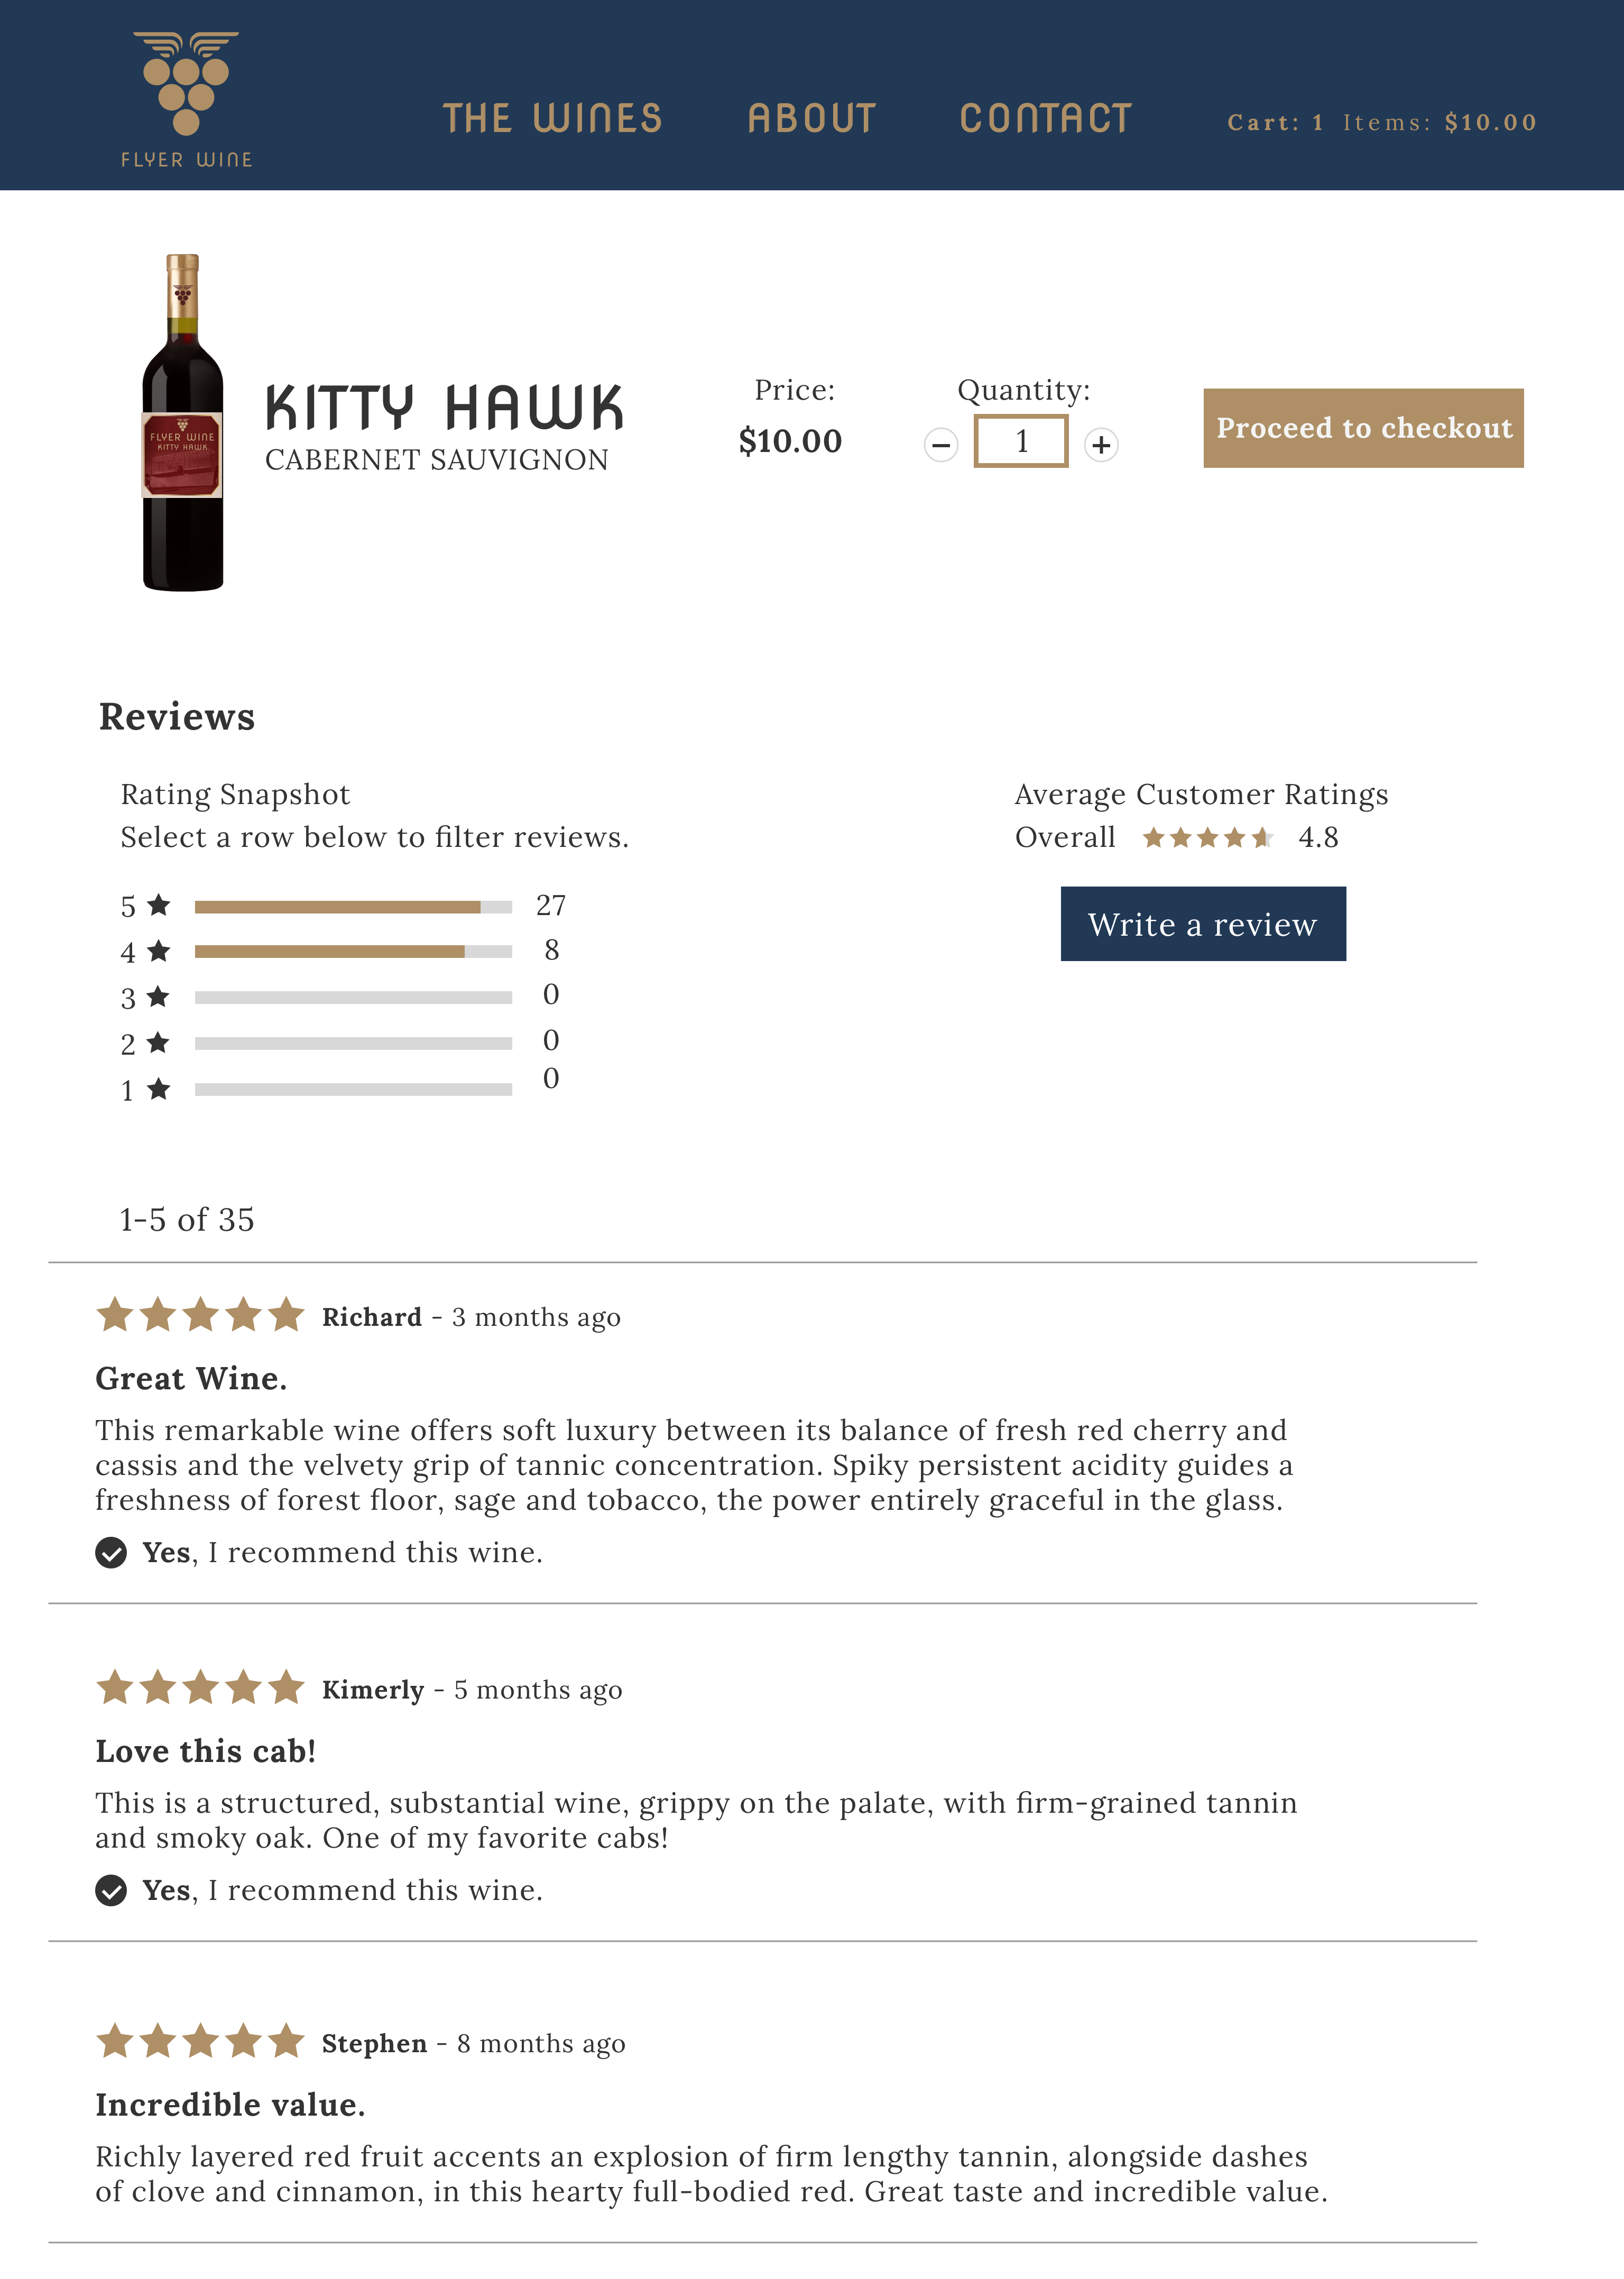 FLYER WINE
THE WINES
ABOUT
CONTACT
Cart: 1 Items: $10.00
FLYER WINE
KITTY HAWK
KITTY HAWK
CABERNET SAUVIGNON
Price:
$10.00
Quantity:
1
Proceed to checkout
Reviews
Rating Snapshot
Select a row below to filter reviews.
5 27
4 8
3 0
2 0
1 0
Average Customer Ratings
Overall 4.8
Write a review
1-5 of 35
Richard - 3 months ago
Great Wine.
This remarkable wine offers soft luxury between its balance of fresh red cherry and
cassis and the velvety grip of tannic concentration. Spiky persistent acidity guides a
freshness of forest floor, sage and tobacco, the power entirely graceful in the glass.
Yes, I recommend this wine.
Kimerly - 5 months ago
Love this cab!
This is a structured, substantial wine, grippy on the palate, with firm-grained tannin
and smoky oak. One of my favorite cabs!
Yes, I recommend this wine.
Stephen - 8 months ago
Incredible value.
Richly layered red fruit accents an explosion of firm lengthy tannin, alongside dashes
of clove and cinnamon, in this hearty full-bodied red. Great taste and incredible value.